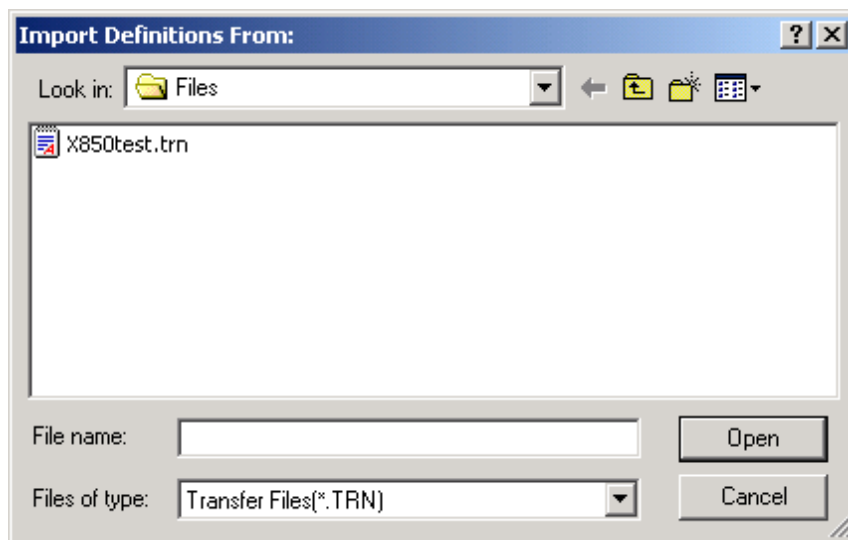 Import Definitions From:
Look in: Files
X850test.trn
File name:
Open
Files of type: Transfer Files(*.TRN)
Cancel